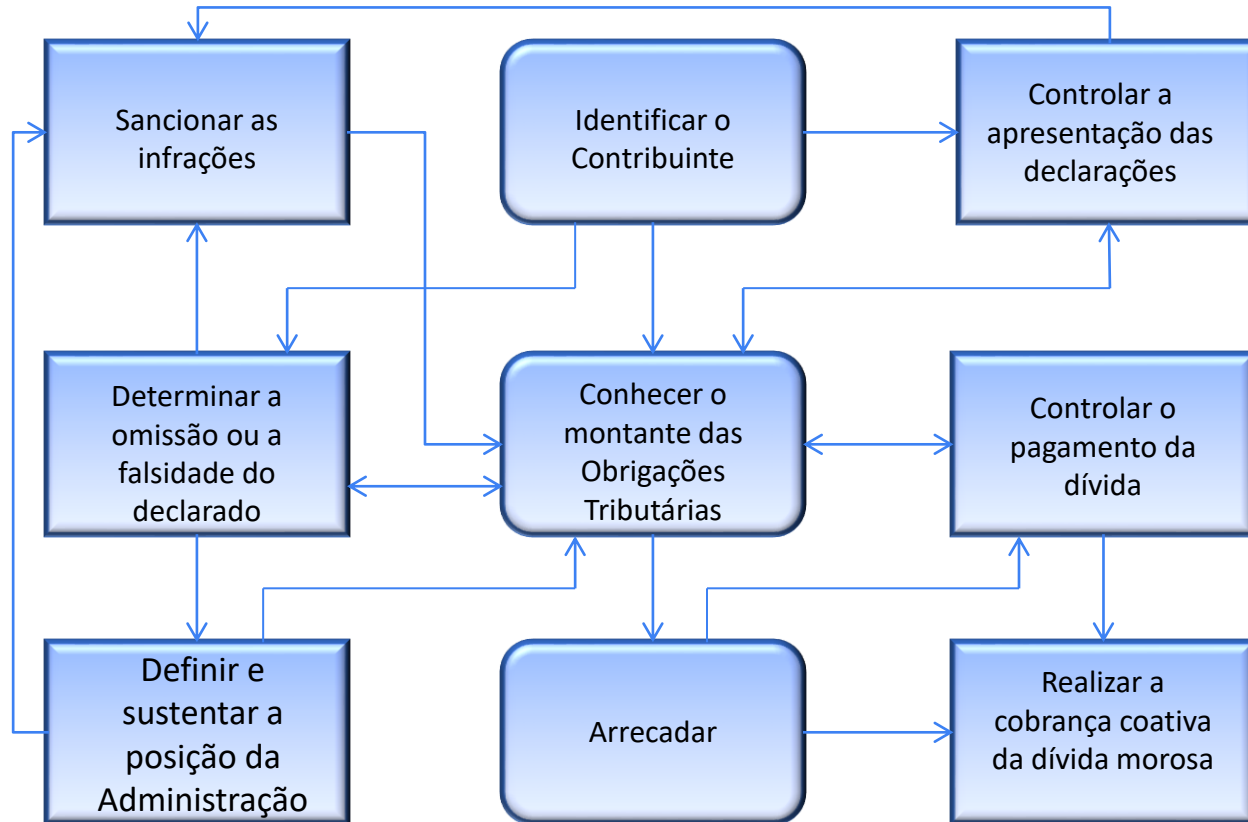 Sancionar as
infrações
Identificar o
Contribuinte
Controlar a
apresentação das
declarações
Determinar a
omissão ou a
falsidade do
declarado
Conhecer o
montante das
Obrigações
Tributárias
Controlar o
pagamento da
dívida
Definir e
sustentar a
posição da
Administração
Arrecadar
Realizar a
cobrança coativa
da dívida morosa